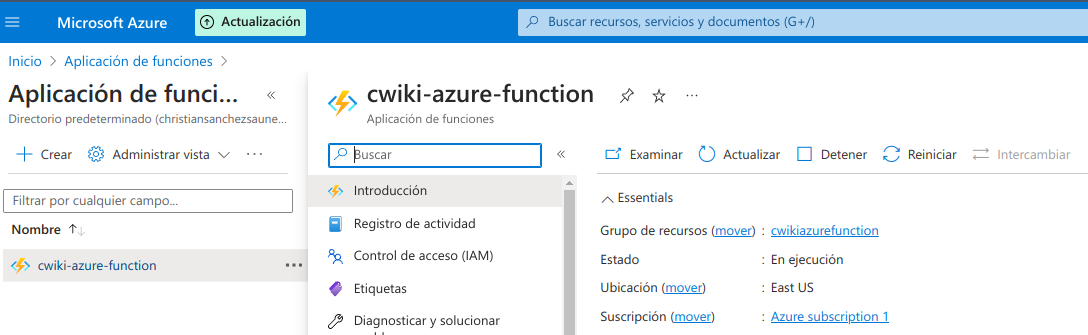 Microsoft Azure
Actualización
Buscar recursos, servicios y documentos (G+/)
Inicio > Aplicación de funciones >
Aplicación de funci... «
Directorio predeterminado (christiansanchezsaune...
+ Crear Administrar vista ...
Filtrar por cualquier campo...
Nombre ↑↓
cwiki-azure-function ...
cwiki-azure-function ...
Aplicación de funciones
Buscar «
Introducción
Registro de actividad
Control de acceso (IAM)
Etiquetas
Diagnosticar y solucionar
Examinar Actualizar Detener Reiniciar Intercambiar
Essentials
Grupo de recursos (mover) : cwikiazurefunction
Estado : En ejecución
Ubicación (mover) : East US
Suscripción (mover) : Azure subscription 1